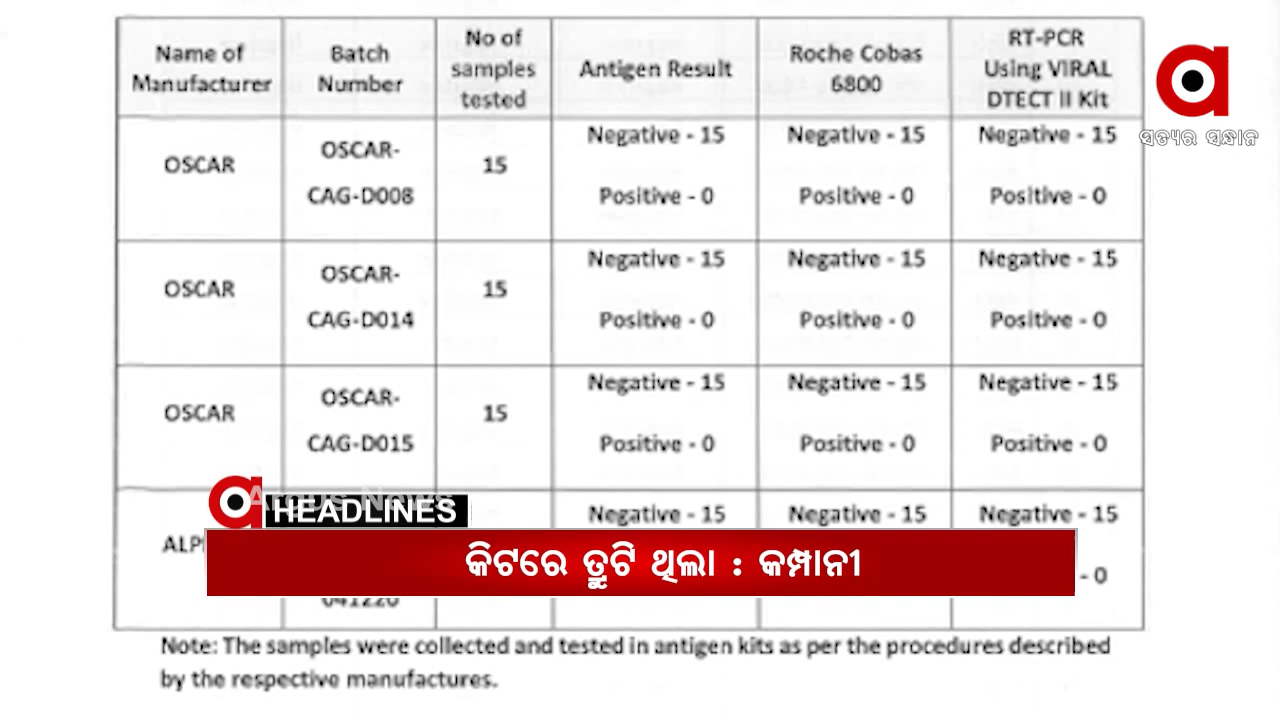 Name of Manufacturer | Batch Number | No of samples tested | Antigen Result | Roche Cobas 6800 | RT-PCR Using VIRAL DTECT II Kit
ସତ୍ୟର ସନ୍ଧାନ
OSCAR | OSCAR-CAG-D008 | 15 | Negative - 15 | Negative - 15 | Negative - 15
Positive - 0 | Positive - 0 | Positive - 0
OSCAR | OSCAR-CAG-D014 | 15 | Negative - 15 | Negative - 15 | Negative - 15
Positive - 0 | Positive - 0 | Positive - 0
OSCAR | OSCAR-CAG-D015 | 15 | Negative - 15 | Negative - 15 | Negative - 15
Positive - 0 | Positive - 0 | Positive - 0
Argus News
HEADLINES
Negative - 15 | Negative - 15 | Negative - 15
କିଟରେ ତ୍ରୁଟି ଥିଲା : କମ୍ପାନୀ
- 0
Note: The samples were collected and tested in antigen kits as per the procedures described
by the respective manufactures.